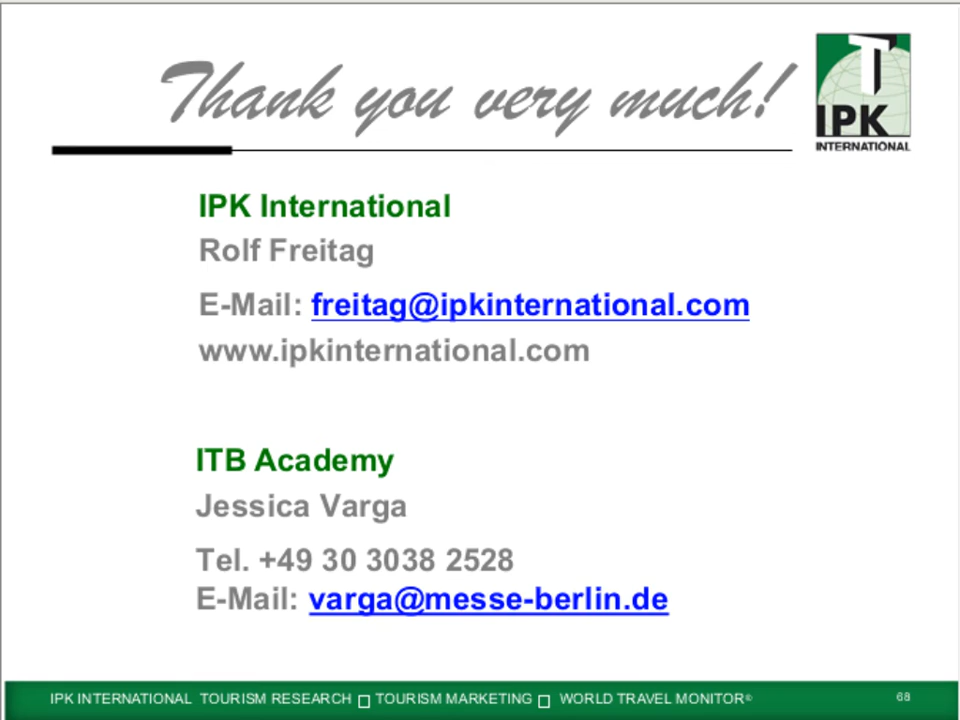 Thank you very much!
T
IPK
INTERNATIONAL
IPK International
Rolf Freitag
E-Mail: freitag@ipkinternational.com
www.ipkinternational.com
ITB Academy
Jessica Varga
Tel. +49 30 3038 2528
E-Mail: varga@messe-berlin.de
IPK INTERNATIONAL TOURISM RESEARCH □ TOURISM MARKETING □ WORLD TRAVEL MONITOR® 68